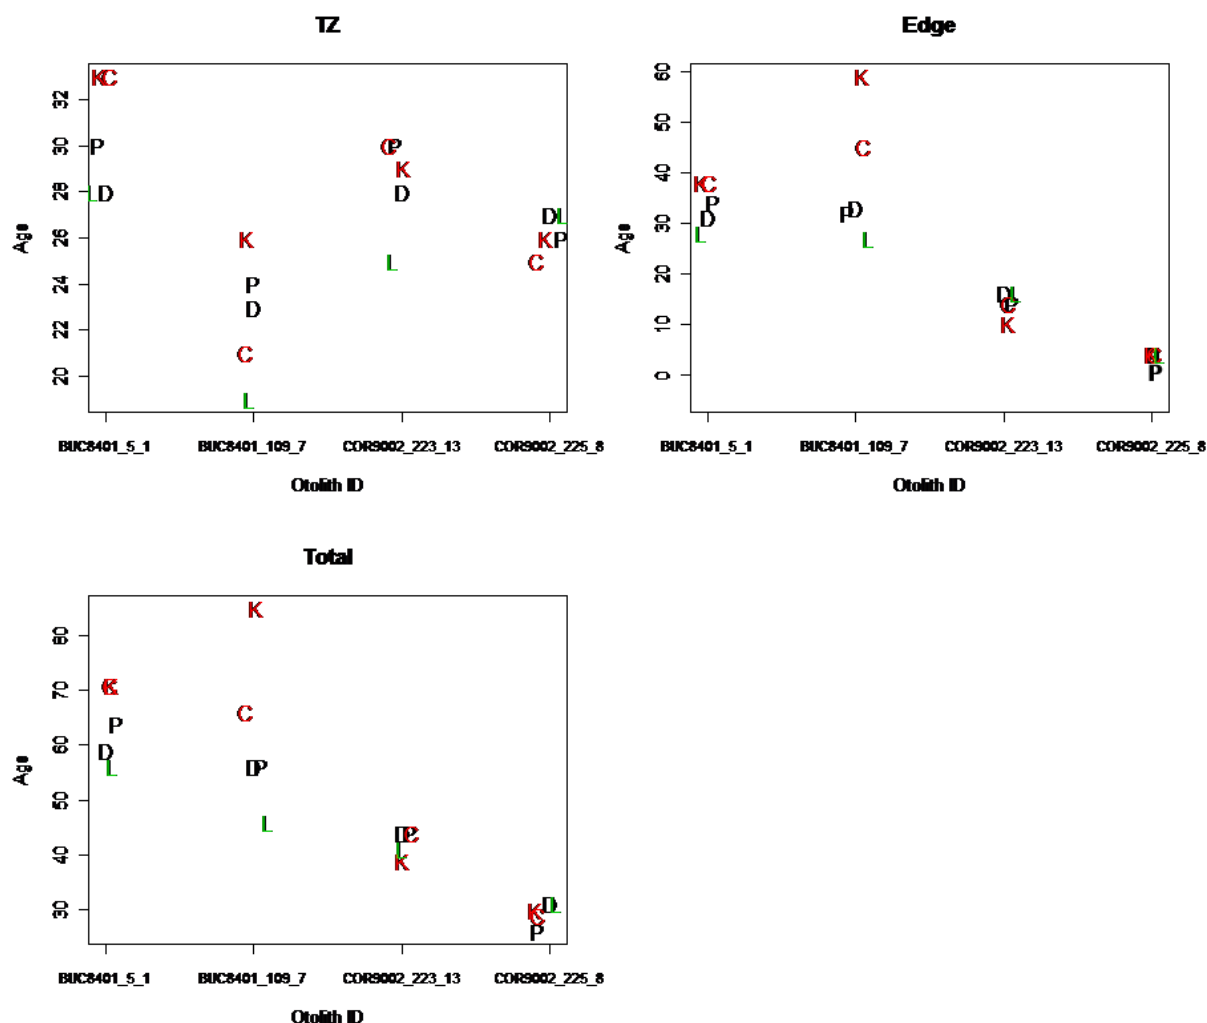 TZ
Age
32
30
28
26
24
22
20
K C
P
L D
K
P
D
C
L
C P
K
D
L
D L
K P
C
BUC8401_5_1 BUC8401_109_7 COR9002_223_13 COR9002_225_8
Otolith ID
Edge
Age
60
50
40
30
20
10
0
K C
P
D
L
K
C
P D
L
D L
C P
K
K C L
P
BUC8401_5_1 BUC8401_109_7 COR9002_223_13 COR9002_225_8
Otolith ID
Total
Age
80
70
60
50
40
30
C K
P
D
L
K
C
D P
L
D P C
L
K
D L
K
C
P
BUC8401_5_1 BUC8401_109_7 COR9002_223_13 COR9002_225_8
Otolith ID